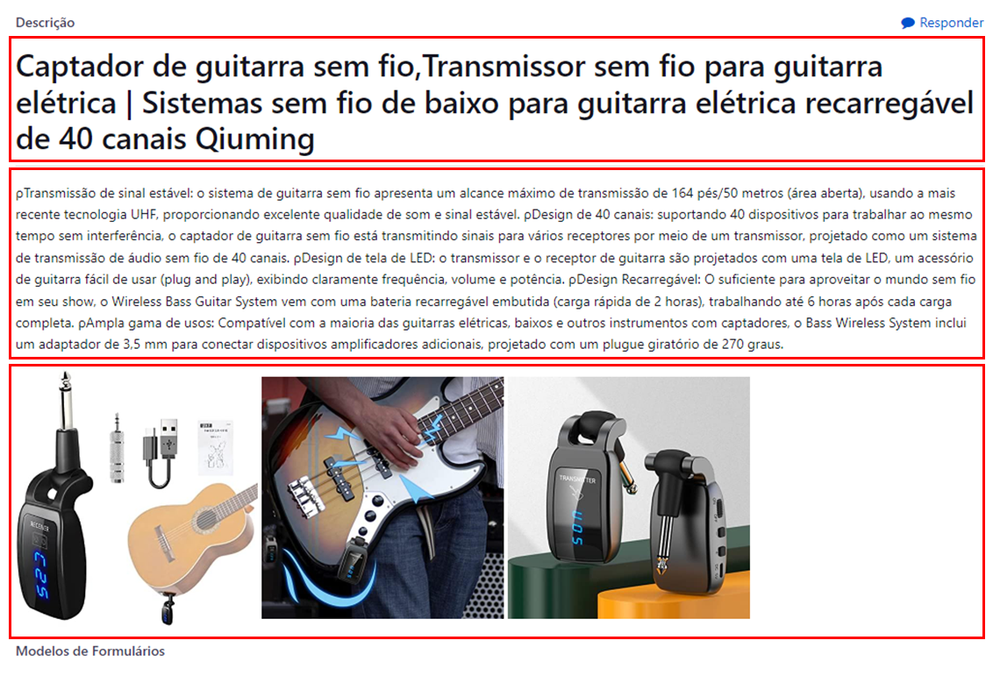 Descrição
Responder
Captador de guitarra sem fio,Transmissor sem fio para guitarra
elétrica | Sistemas sem fio de baixo para guitarra elétrica recarregável
de 40 canais Qiuming
ρTransmissão de sinal estável: o sistema de guitarra sem fio apresenta um alcance máximo de transmissão de 164 pés/50 metros (área aberta), usando a mais
recente tecnologia UHF, proporcionando excelente qualidade de som e sinal estável. ρDesign de 40 canais: suportando 40 dispositivos para trabalhar ao mesmo
tempo sem interferência, o captador de guitarra sem fio está transmitindo sinais para vários receptores por meio de um transmissor, projetado como um sistema
de transmissão de áudio sem fio de 40 canais. ρDesign de tela de LED: o transmissor e o receptor de guitarra são projetados com uma tela de LED, um acessório
de guitarra fácil de usar (plug and play), exibindo claramente frequência, volume e potência. ρDesign Recarregável: O suficiente para aproveitar o mundo sem fio
em seu show, o Wireless Bass Guitar System vem com uma bateria recarregável embutida (carga rápida de 2 horas), trabalhando até 6 horas após cada carga
completa. ρAmpla gama de usos: Compatível com a maioria das guitarras elétricas, baixos e outros instrumentos com captadores, o Bass Wireless System inclui
um adaptador de 3,5 mm para conectar dispositivos amplificadores adicionais, projetado com um plugue giratório de 270 graus.
RECEIVER
TRANSMITTER
Modelos de Formulários